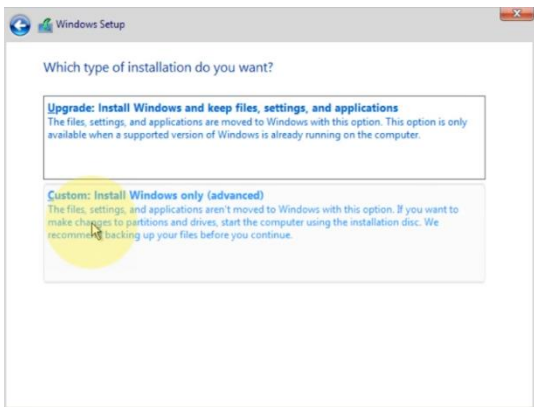 Windows Setup
Which type of installation do you want?
Upgrade: Install Windows and keep files, settings, and applications
The files, settings, and applications are moved to Windows with this option. This option is only
available when a supported version of Windows is already running on the computer.
Custom: Install Windows only (advanced)
The files, settings, and applications aren't moved to Windows with this option. If you want to
make changes to partitions and drives, start the computer using the installation disc. We
recommend backing up your files before you continue.